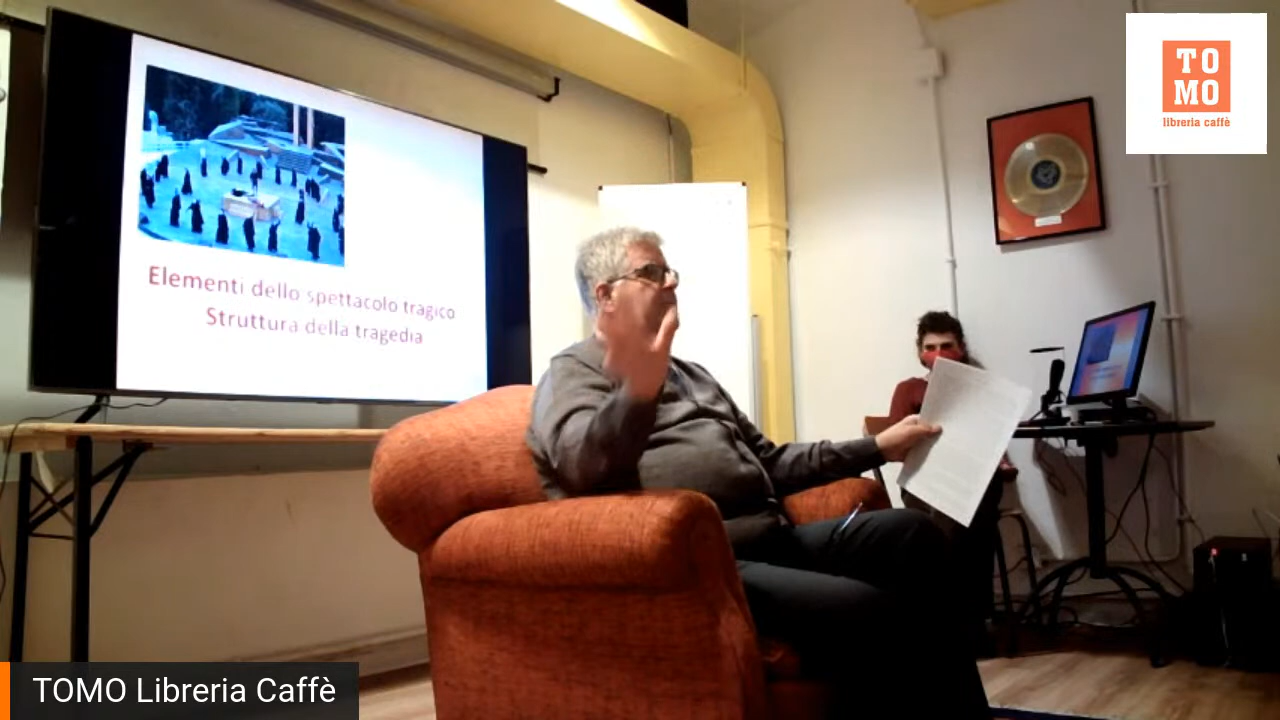 TO
MO
libreria caffè
Elementi dello spettacolo tragico
Struttura della tragedia
TOMO Libreria Caffè